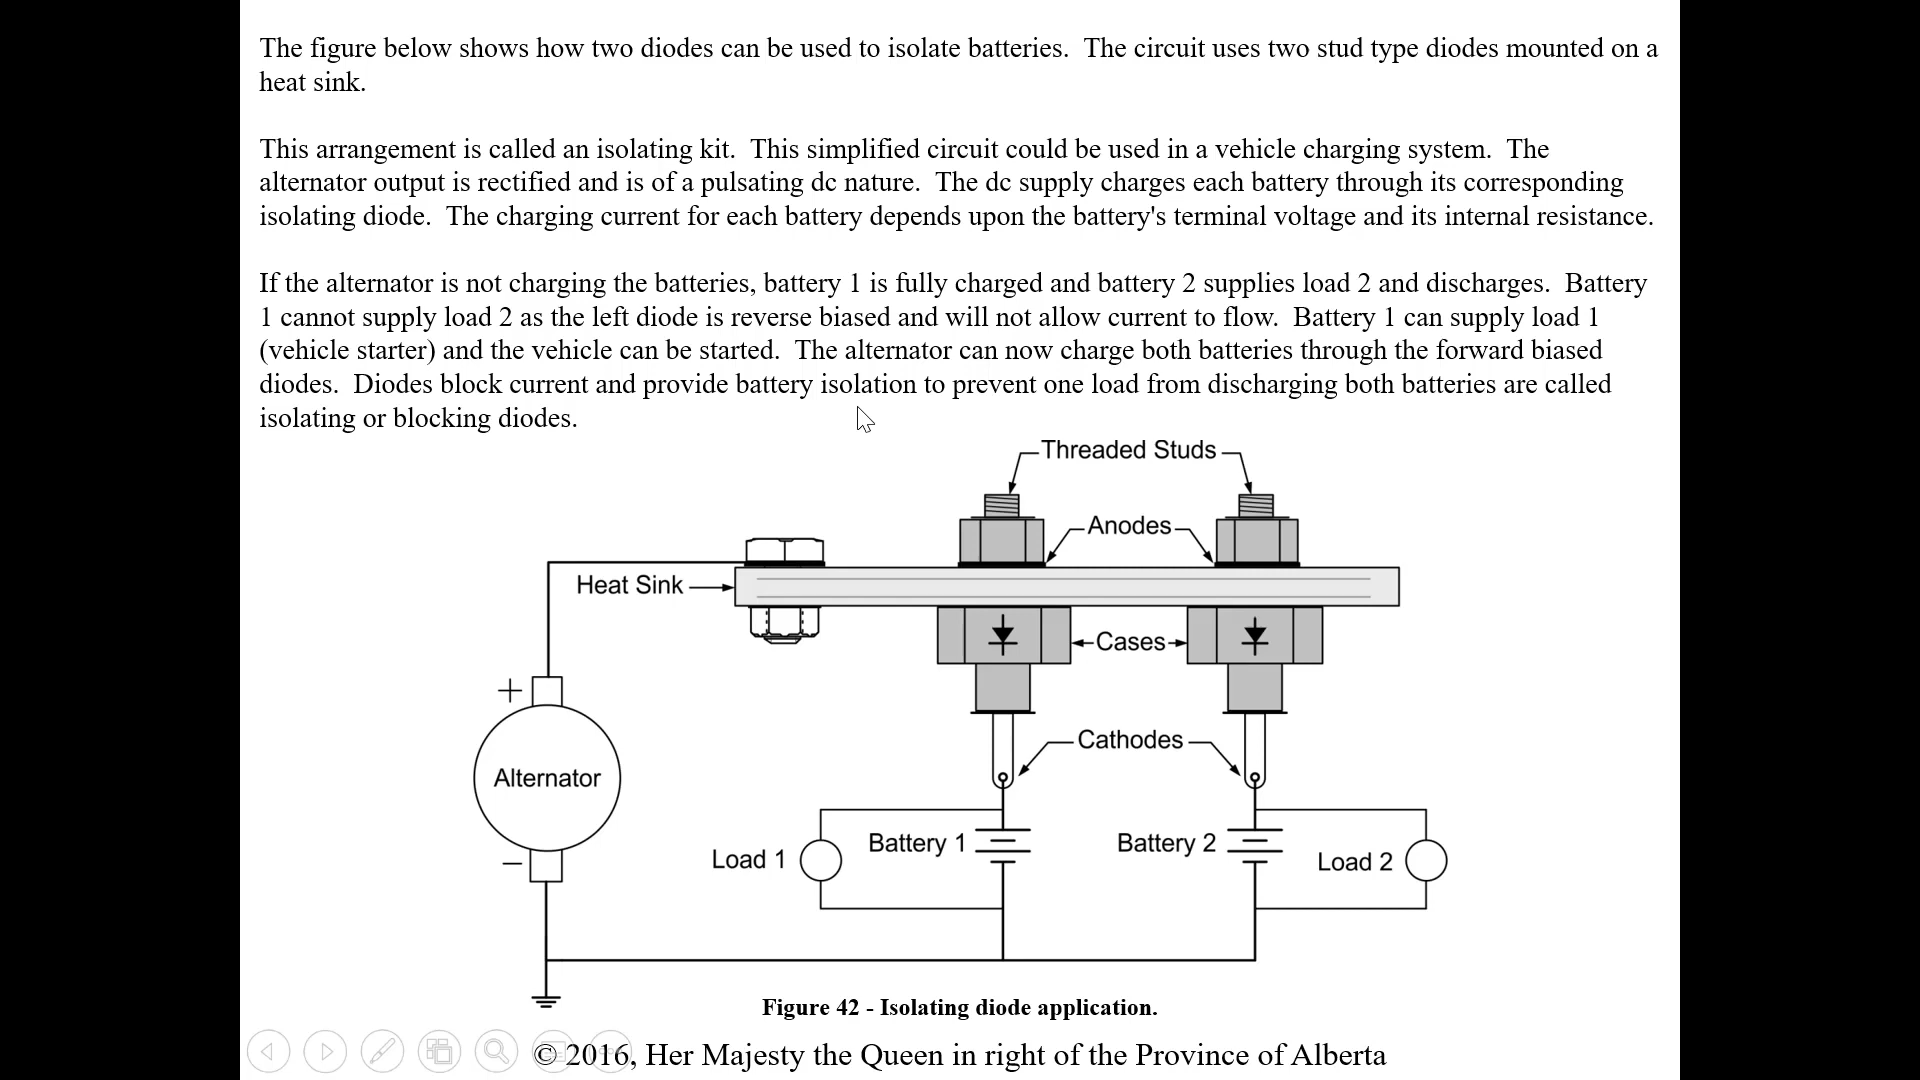 The figure below shows how two diodes can be used to isolate batteries.  The circuit uses two stud type diodes mounted on a
heat sink.
This arrangement is called an isolating kit.  This simplified circuit could be used in a vehicle charging system.  The
alternator output is rectified and is of a pulsating dc nature.  The dc supply charges each battery through its corresponding
isolating diode.  The charging current for each battery depends upon the battery's terminal voltage and its internal resistance.
If the alternator is not charging the batteries, battery 1 is fully charged and battery 2 supplies load 2 and discharges.  Battery
1 cannot supply load 2 as the left diode is reverse biased and will not allow current to flow.  Battery 1 can supply load 1
(vehicle starter) and the vehicle can be started.  The alternator can now charge both batteries through the forward biased
diodes.  Diodes block current and provide battery isolation to prevent one load from discharging both batteries are called
isolating or blocking diodes.
Threaded Studs
Anodes
Heat Sink
Cases
+
Cathodes
Alternator
Battery 1
Battery 2
Load 1
Load 2
−
Figure 42 - Isolating diode application.
© 2016, Her Majesty the Queen in right of the Province of Alberta